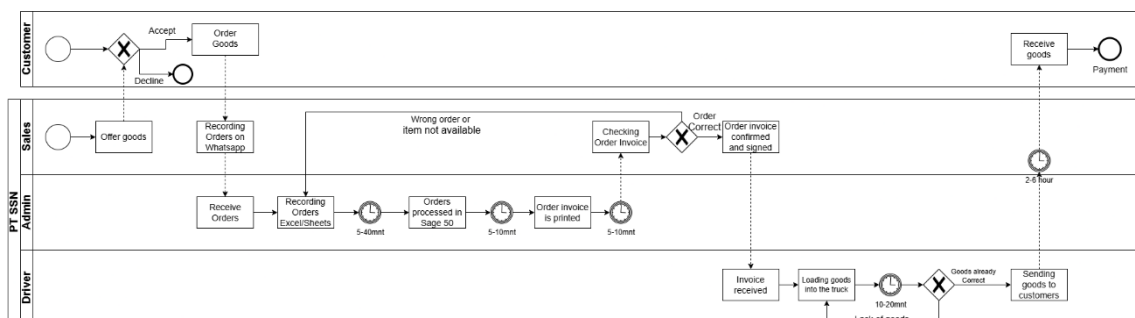 Customer
Accept
Order
Goods
Decline
Receive
goods
Payment
PT SSN
Sales
Offer goods
Recording
Orders on
Whatsapp
Wrong order or
item not available
Checking
Order Invoice
Order
Correct
Order invoice
confirmed
and signed
2-6 hour
Admin
Receive
Orders
Recording
Orders
Excel/Sheets
5-40mnt
Orders
processed in
Sage 50
5-10mnt
Order invoice
is printed
5-10mnt
Driver
Invoice
received
Loading goods
into the truck
10-20mnt
Goods already
Correct
Sending
goods to
customers
Lack of goods